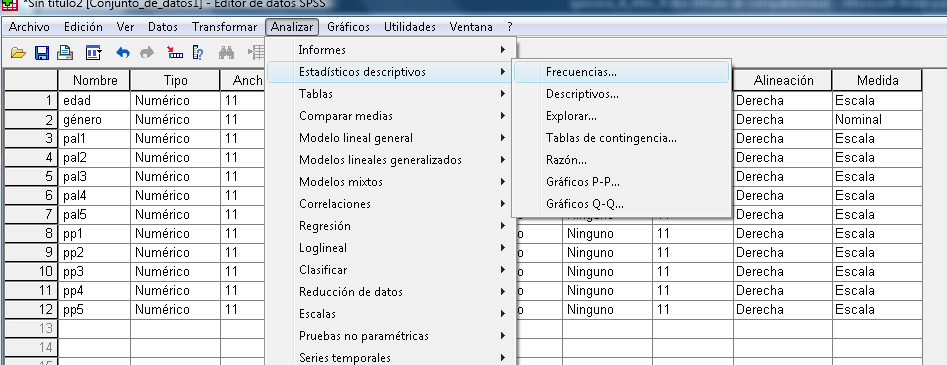 *Sin título2 [Conjunto_de_datos1] - Editor de datos SPSS
Archivo Edición Ver Datos Transformar Analizar Gráficos Utilidades Ventana ?
Informes
Estadísticos descriptivos
Tablas
Comparar medias
Modelo lineal general
Modelos lineales generalizados
Modelos mixtos
Correlaciones
Regresión
Loglineal
Clasificar
Reducción de datos
Escalas
Pruebas no paramétricas
Series temporales
Frecuencias...
Descriptivos...
Explorar...
Tablas de contingencia...
Razón...
Gráficos P-P...
Gráficos Q-Q...
Nombre Tipo Anch Alineación Medida
1 edad Numérico 11 Derecha Escala
2 género Numérico 11 Derecha Nominal
3 pal1 Numérico 11 Derecha Escala
4 pal2 Numérico 11 Derecha Escala
5 pal3 Numérico 11 Derecha Escala
6 pal4 Numérico 11 Derecha Escala
7 pal5 Numérico 11 Ninguno 11 Derecha Escala
8 pp1 Numérico 11 o Ninguno 11 Derecha Escala
9 pp2 Numérico 11 o Ninguno 11 Derecha Escala
10 pp3 Numérico 11 o Ninguno 11 Derecha Escala
11 pp4 Numérico 11 o Ninguno 11 Derecha Escala
12 pp5 Numérico 11 o Ninguno 11 Derecha Escala
13
14